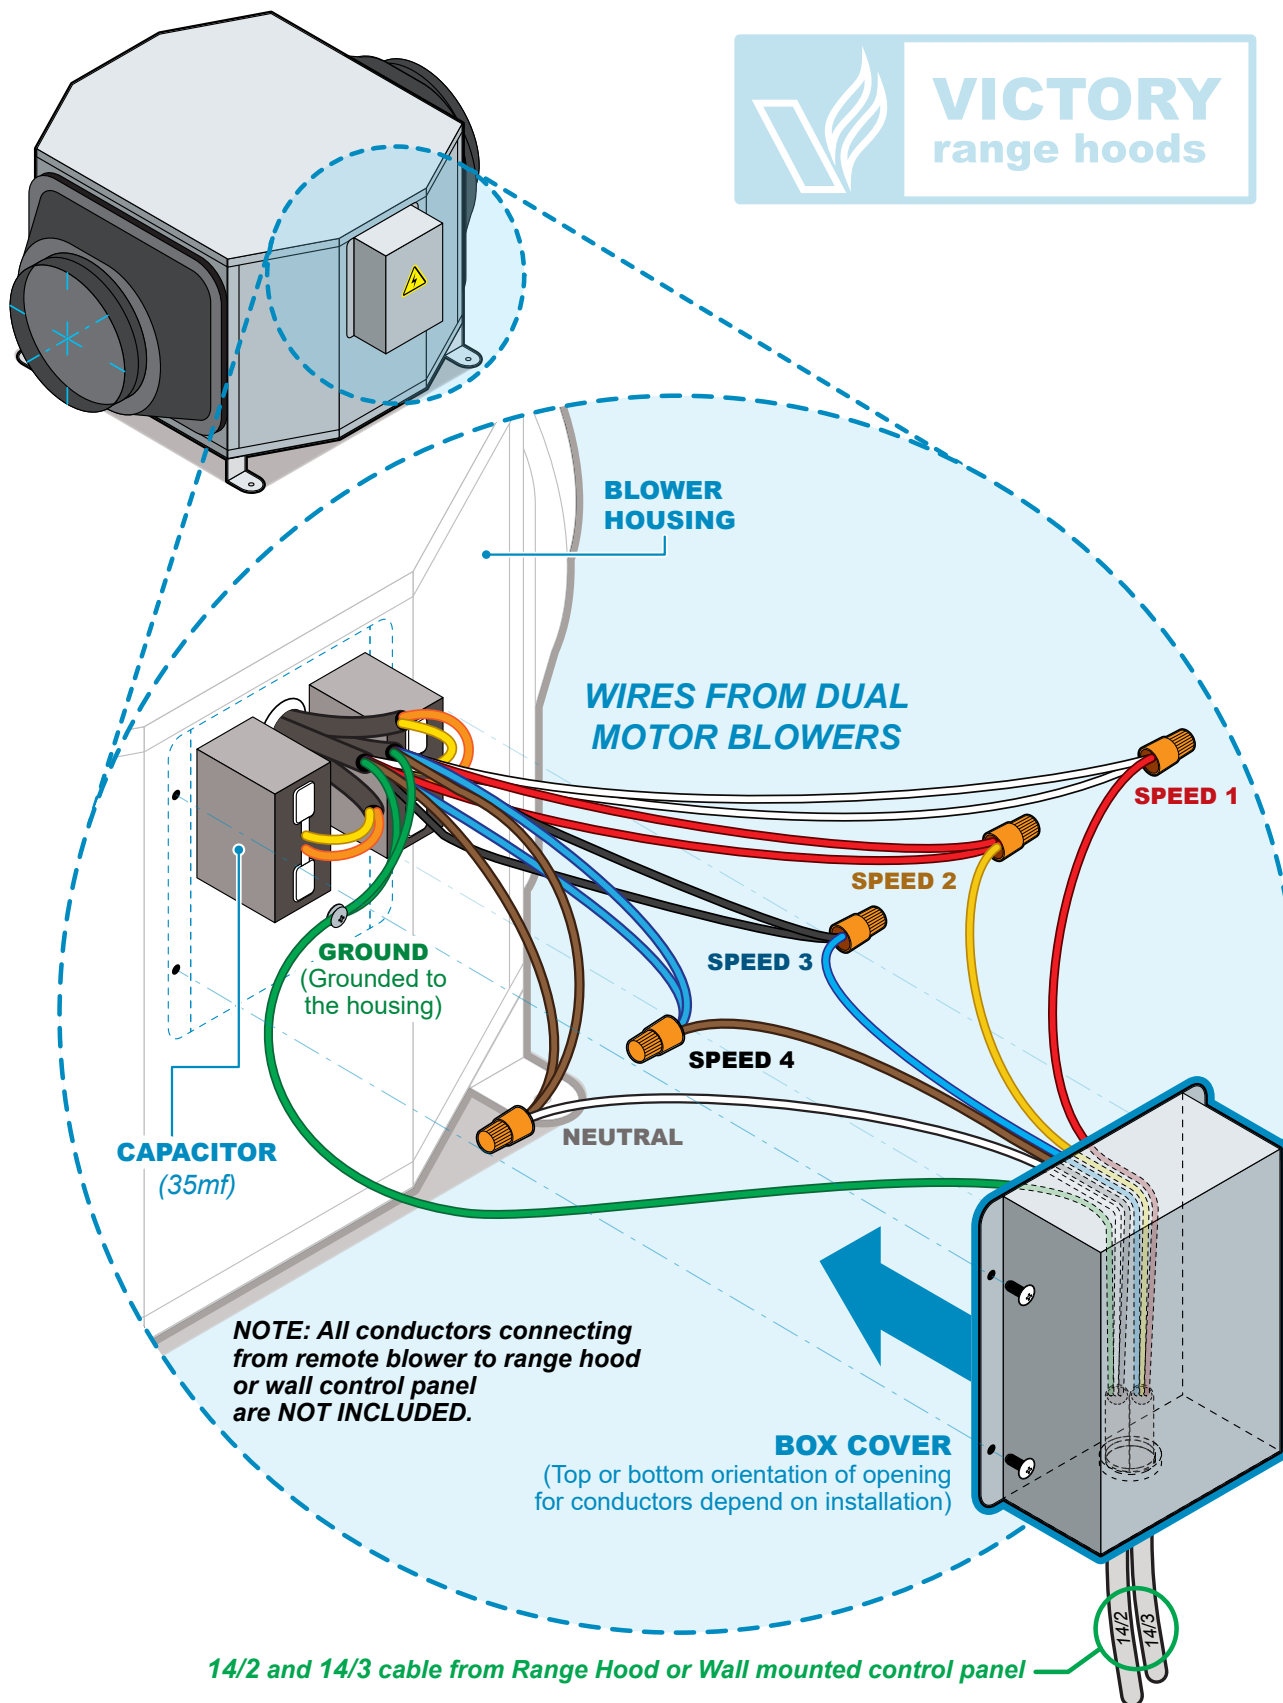 VICTORY
range hoods
BLOWER
HOUSING
WIRES FROM DUAL
MOTOR BLOWERS
SPEED 1
SPEED 2
SPEED 3
GROUND
(Grounded to
the housing)
SPEED 4
NEUTRAL
CAPACITOR
(35mf)
NOTE: All conductors connecting
from remote blower to range hood
or wall control panel
are NOT INCLUDED.
BOX COVER
(Top or bottom orientation of opening
for conductors depend on installation)
14/2
14/3
14/2 and 14/3 cable from Range Hood or Wall mounted control panel